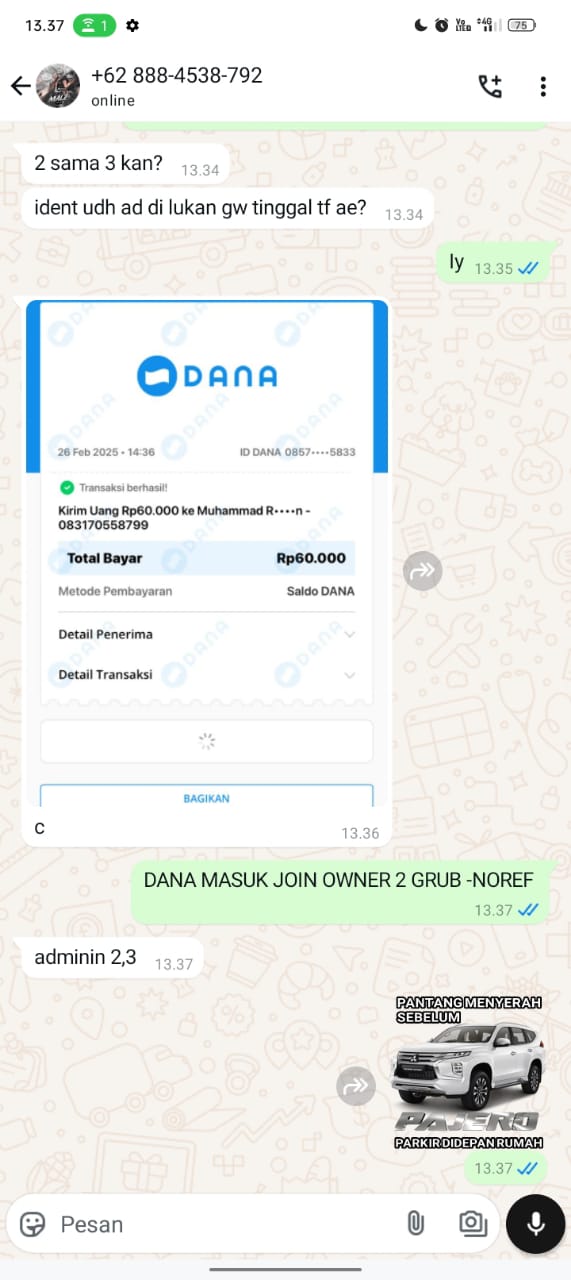 13.37
1
75
+62 888-4538-792
online
2 sama 3 kan?
13.34
ident udh ad di lukan gw tinggal tf ae?
13.34
Iy
13.35
DANA
26 Feb 2025 • 14:36
ID DANA 0857••••5833
Transaksi berhasil!
Kirim Uang Rp60.000 ke Muhammad R••••n -
083170558799
Total Bayar
Rp60.000
Metode Pembayaran
Saldo DANA
Detail Penerima
Detail Transaksi
BAGIKAN
C
13.36
DANA MASUK JOIN OWNER 2 GRUB -NOREF
13.37
adminin 2,3
13.37
PANTANG MENYERAH
SEBELUM
PAJERO
PARKIR DIDEPAN RUMAH
13.37
Pesan